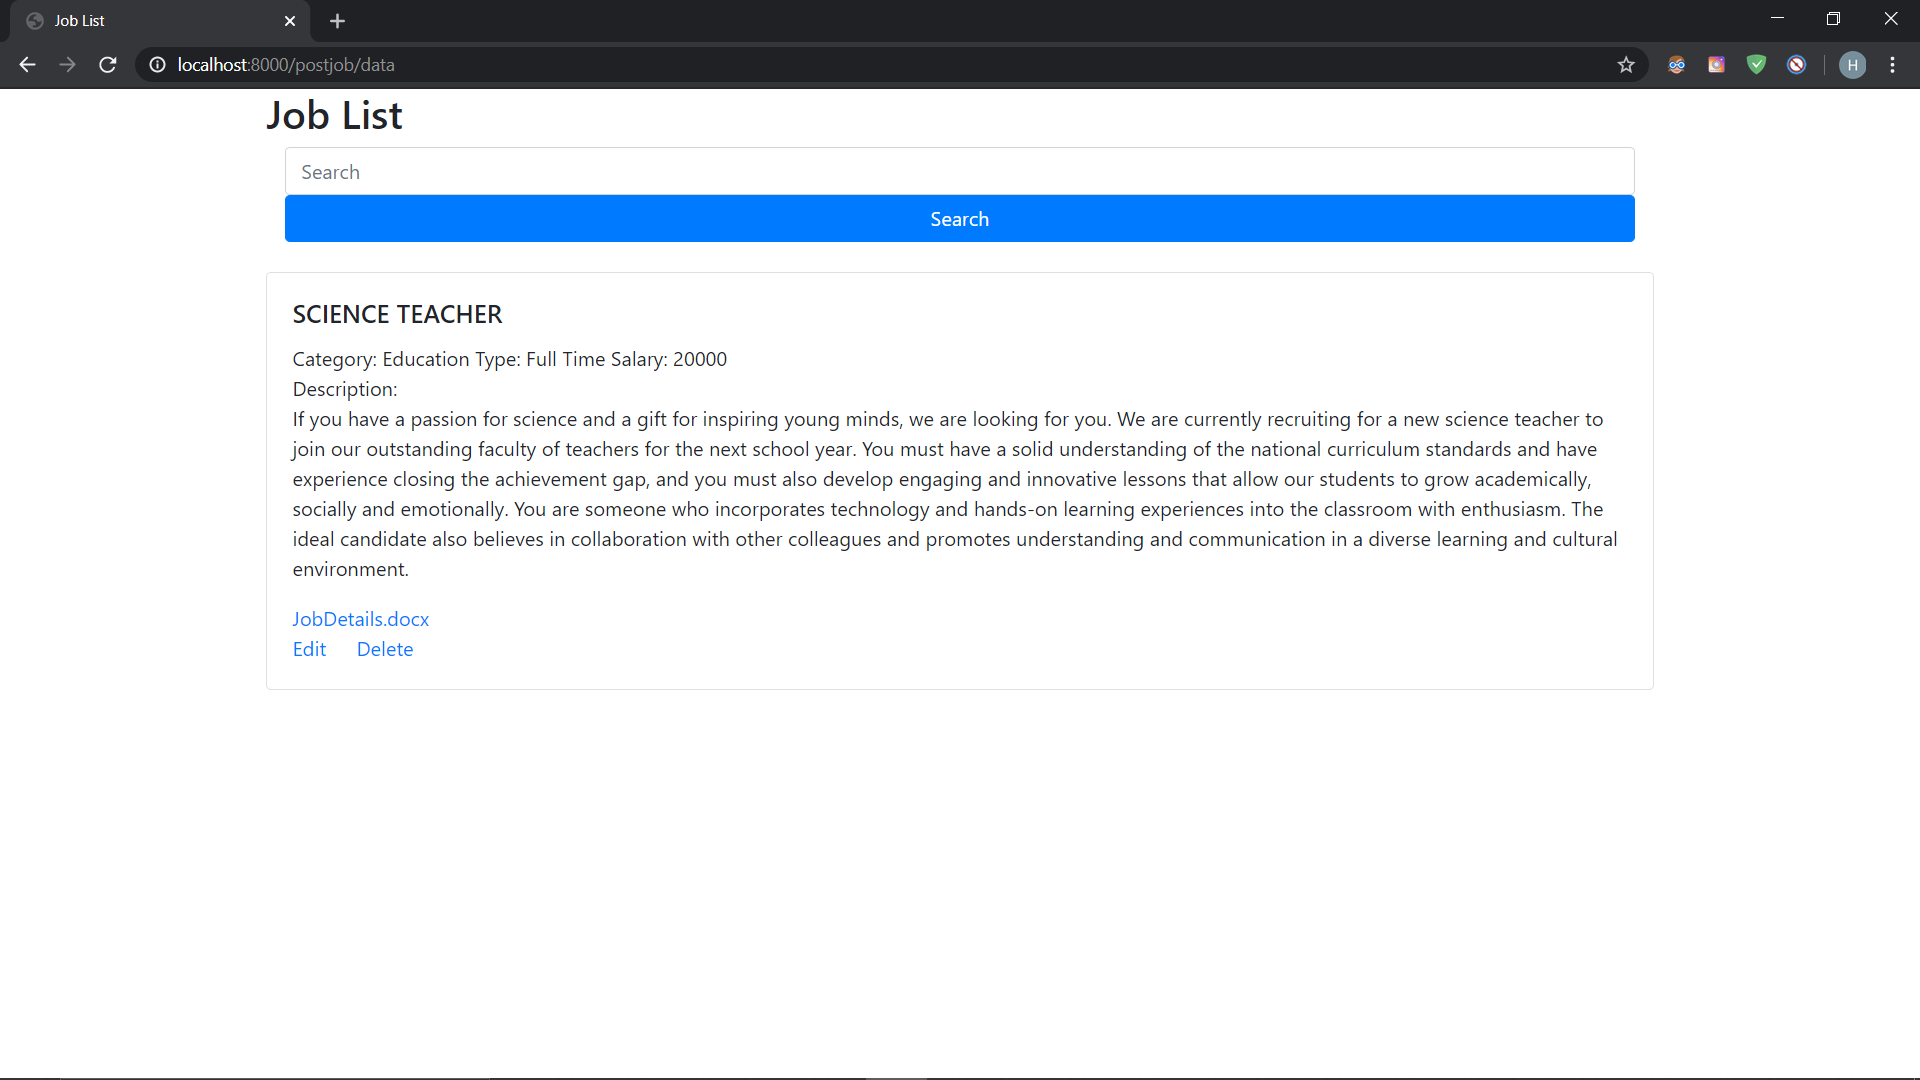 Job List
localhost:8000/postjob/data
H
Job List
Search
Search
SCIENCE TEACHER
Category: Education Type: Full Time Salary: 20000
Description:
If you have a passion for science and a gift for inspiring young minds, we are looking for you. We are currently recruiting for a new science teacher to
join our outstanding faculty of teachers for the next school year. You must have a solid understanding of the national curriculum standards and have
experience closing the achievement gap, and you must also develop engaging and innovative lessons that allow our students to grow academically,
socially and emotionally. You are someone who incorporates technology and hands-on learning experiences into the classroom with enthusiasm. The
ideal candidate also believes in collaboration with other colleagues and promotes understanding and communication in a diverse learning and cultural
environment.
JobDetails.docx
Edit Delete